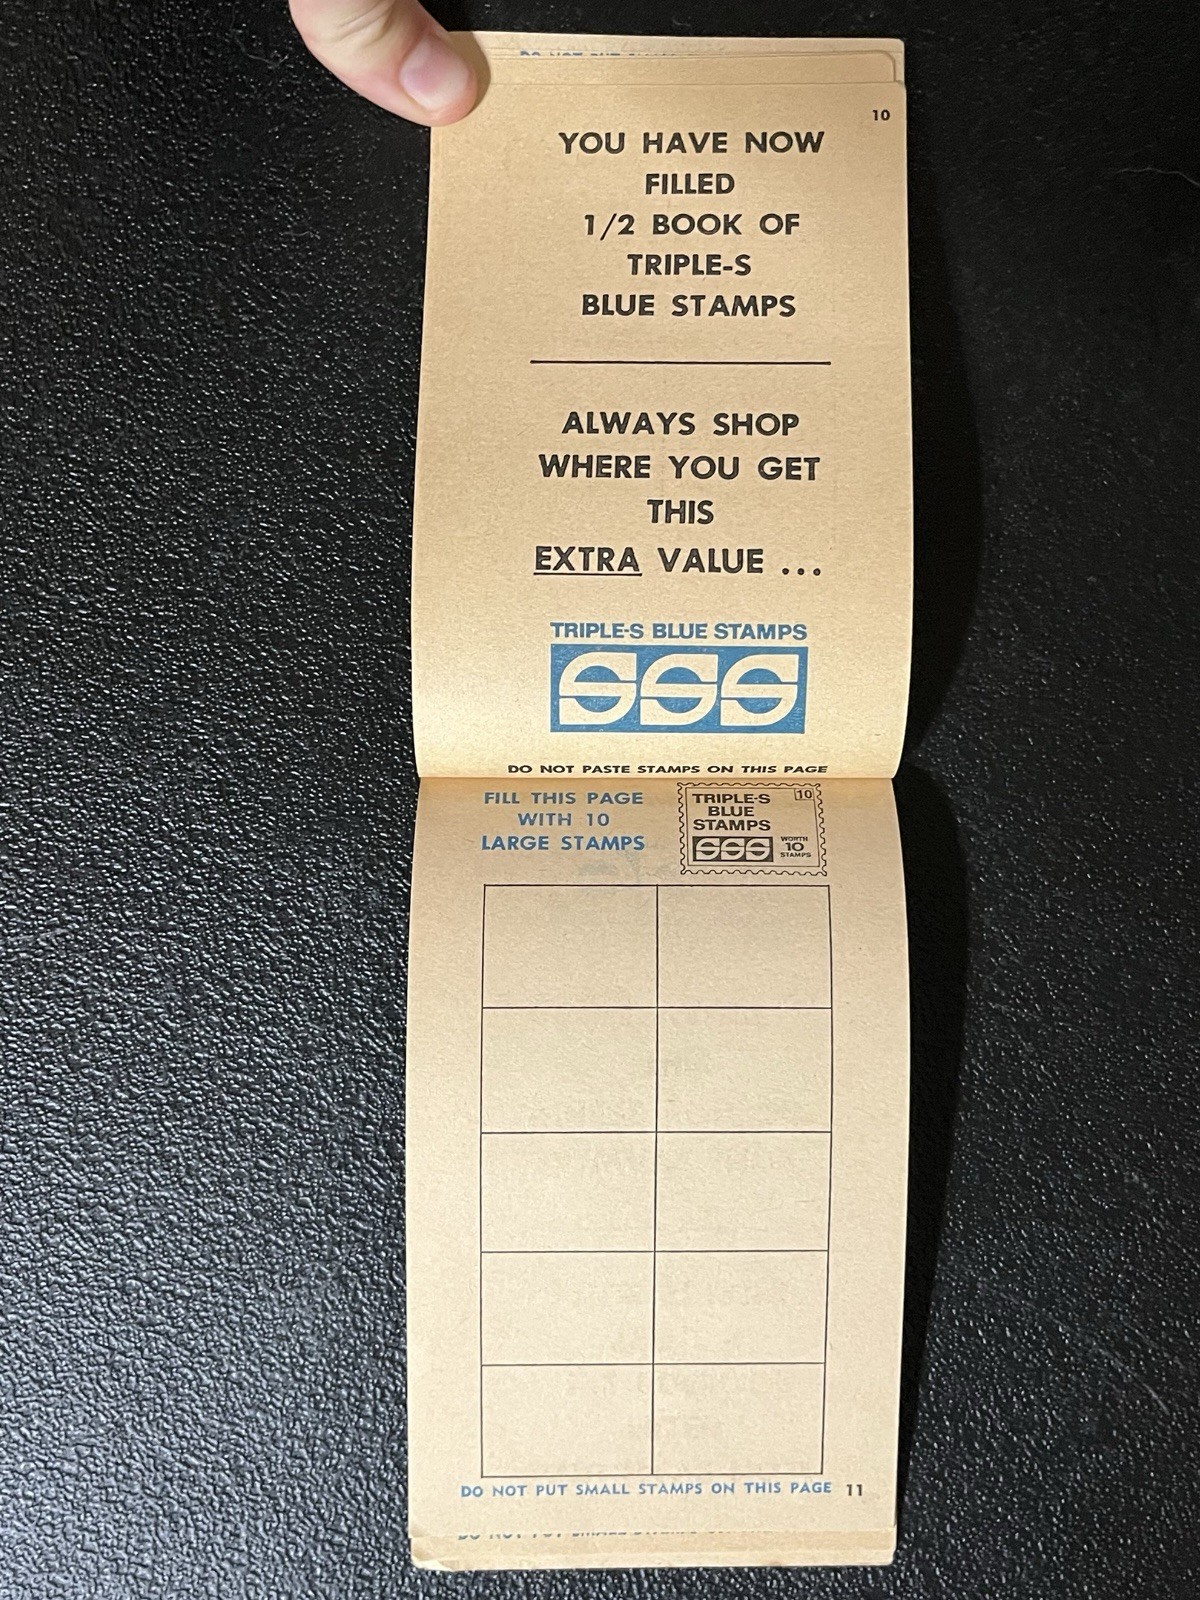 10
YOU HAVE NOW
FILLED
1/2 BOOK OF
TRIPLE-S
BLUE STAMPS
ALWAYS SHOP
WHERE YOU GET
THIS
EXTRA VALUE ...
TRIPLE-S BLUE STAMPS
SSS
DO NOT PASTE STAMPS ON THIS PAGE
FILL THIS PAGE
WITH 10
LARGE STAMPS
TRIPLE-S 10
BLUE
STAMPS
SSS WORTH
10
STAMPS
DO NOT PUT SMALL STAMPS ON THIS PAGE 11